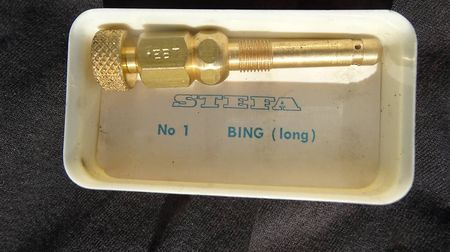 STEFA
No 1 BING (long)